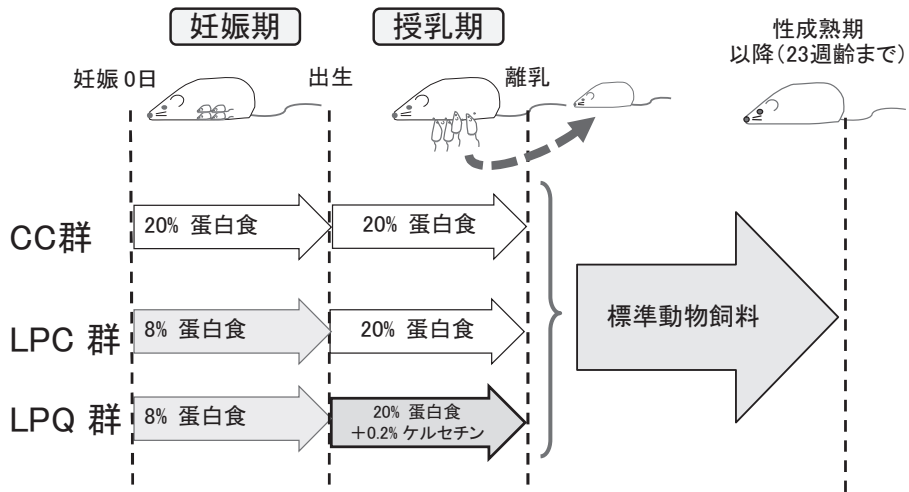 妊娠期
授乳期
性成熟期
以降（23週齢まで）
妊娠0日
出生
離乳
CC群
20% 蛋白食
20% 蛋白食
LPC 群
8% 蛋白食
20% 蛋白食
LPQ 群
8% 蛋白食
20% 蛋白食
＋0.2% ケルセチン
標準動物飼料